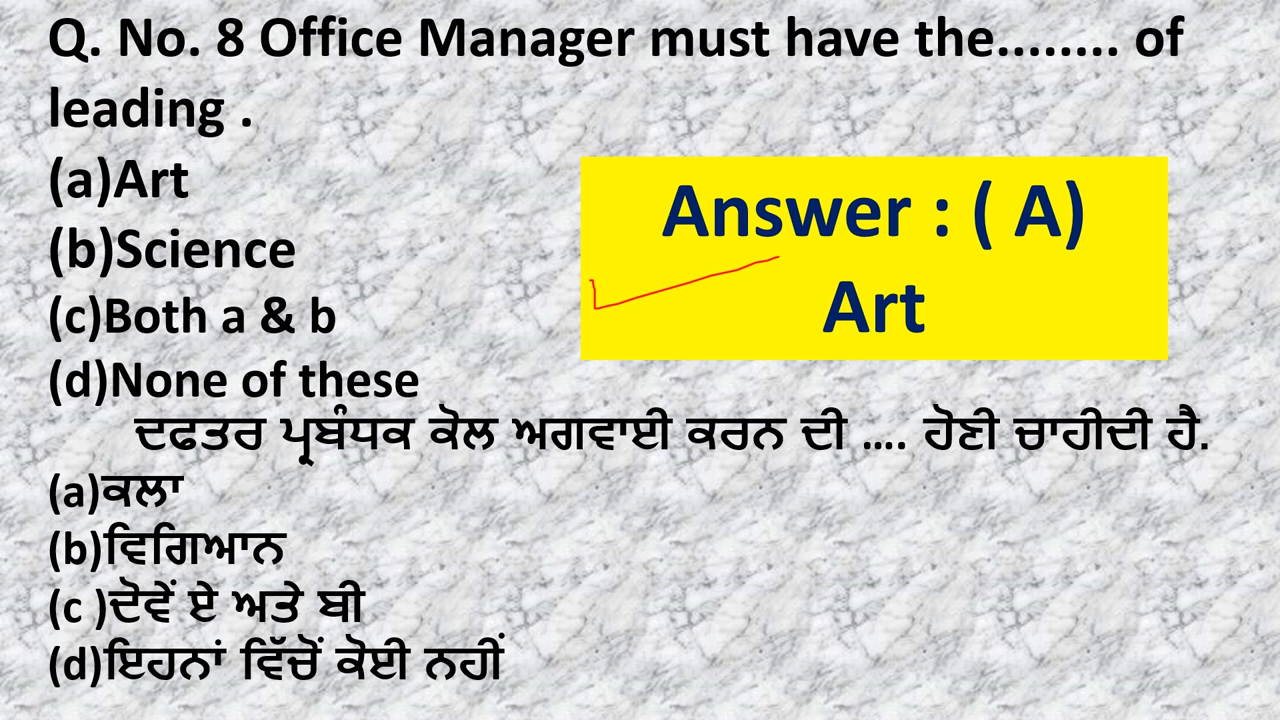 Q. No. 8 Office Manager must have the........ of
leading .
(a)Art
(b)Science
(c)Both a & b
(d)None of these
Answer : ( A)
Art
ਦਫਤਰ ਪ੍ਰਬੰਧਕ ਕੋਲ ਅਗਵਾਈ ਕਰਨ ਦੀ .... ਹੋਣੀ ਚਾਹੀਦੀ ਹੈ.
(a)ਕਲਾ
(b)ਵਿਗਿਆਨ
(c )ਦੋਵੇਂ ਏ ਅਤੇ ਬੀ
(d)ਇਹਨਾਂ ਵਿੱਚੋਂ ਕੋਈ ਨਹੀਂ